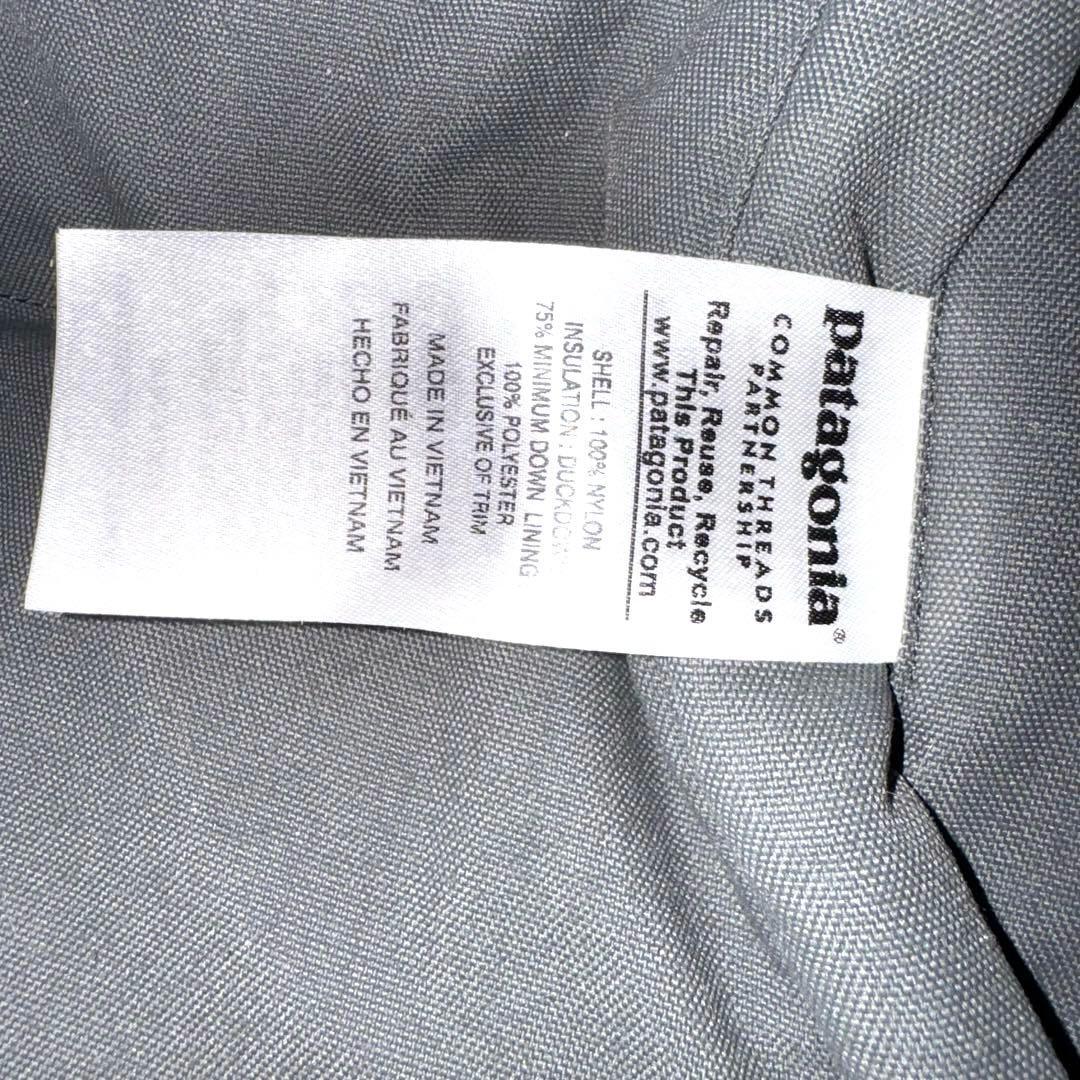 patagonia®
COMMON THREADS
PARTNERSHIP
Repair, Reuse, Recycle
This Product
www.patagonia.com
SHELL : 100% NYLON
INSULATION : DUCKDOWN
75% MINIMUM DOWN LINING
100% POLYESTER
EXCLUSIVE OF TRIM
MADE IN VIETNAM
FABRIQUÉ AU VIETNAM
HECHO EN VIETNAM